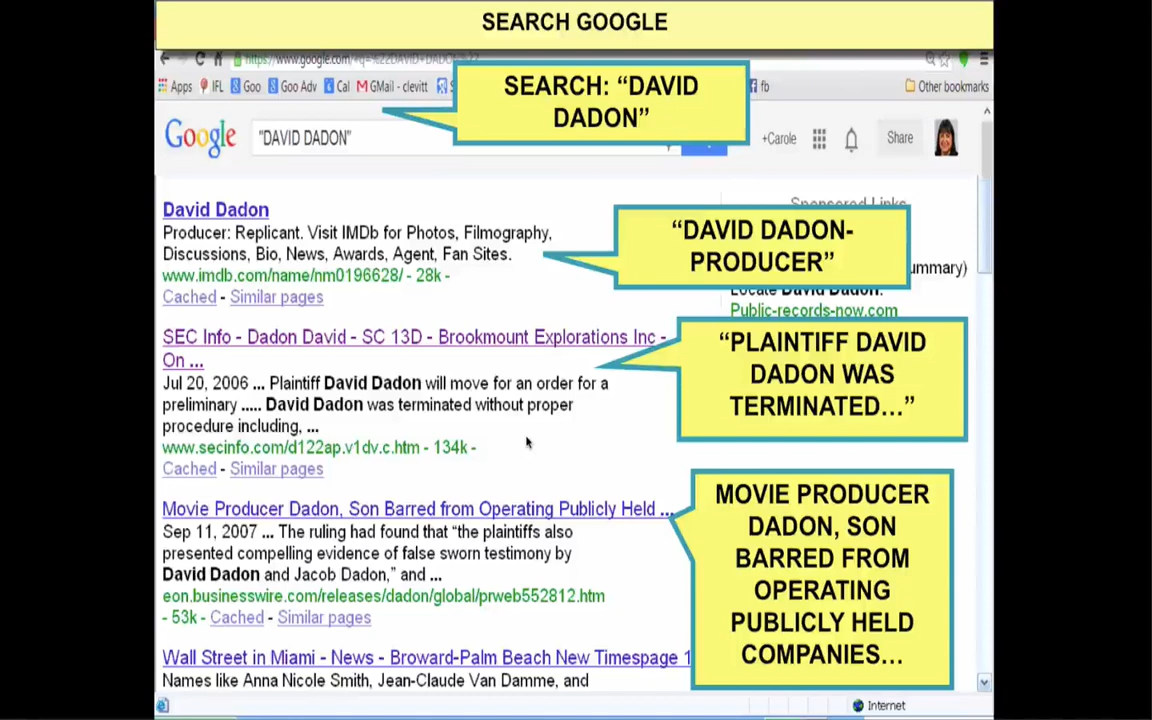 SEARCH GOOGLE
https://www.google.com/
Apps IFL Goo Goo Adv Cal GMail - clevitt
fb
Other bookmarks
SEARCH: “DAVID
DADON”
Google
"DAVID DADON"
+Carole
Share
David Dadon
Producer: Replicant. Visit IMDb for Photos, Filmography,
Discussions, Bio, News, Awards, Agent, Fan Sites.
www.imdb.com/name/nm0196628/ - 28k -
Cached - Similar pages
“DAVID DADON-
PRODUCER”
Sponsored Links
ummary)
Locate David Dadon.
Public-records-now.com
SEC Info - Dadon David - SC 13D - Brookmount Explorations Inc -
On ...
Jul 20, 2006 ... Plaintiff David Dadon will move for an order for a
preliminary ..... David Dadon was terminated without proper
procedure including, ...
www.secinfo.com/d122ap.v1dv.c.htm - 134k -
Cached - Similar pages
“PLAINTIFF DAVID
DADON WAS
TERMINATED…”
Movie Producer Dadon, Son Barred from Operating Publicly Held ...
Sep 11, 2007 ... The ruling had found that “the plaintiffs also
presented compelling evidence of false sworn testimony by
David Dadon and Jacob Dadon,” and ...
eon.businesswire.com/releases/dadon/global/prweb552812.htm
- 53k - Cached - Similar pages
MOVIE PRODUCER
DADON, SON
BARRED FROM
OPERATING
PUBLICLY HELD
COMPANIES…
Wall Street in Miami - News - Broward-Palm Beach New Timespage 1
Names like Anna Nicole Smith, Jean-Claude Van Damme, and
Internet